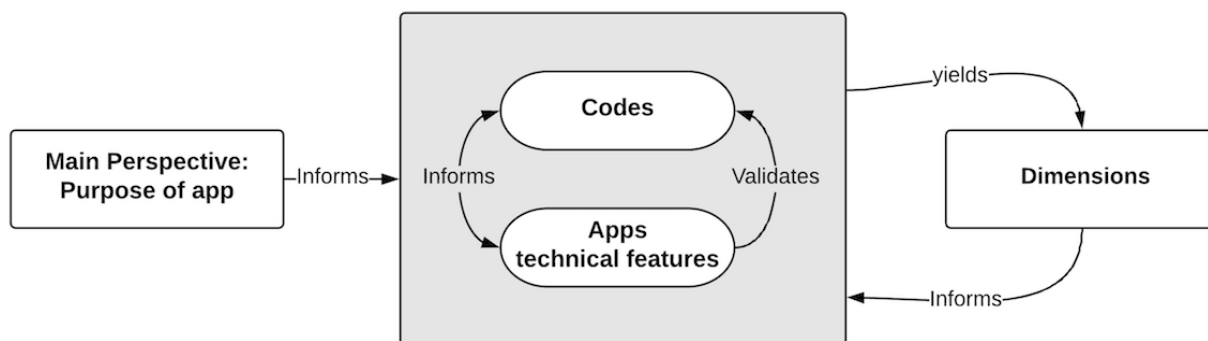 Main Perspective:
Purpose of app
Informs
Codes
Informs
Validates
Apps
technical features
yields
Dimensions
Informs